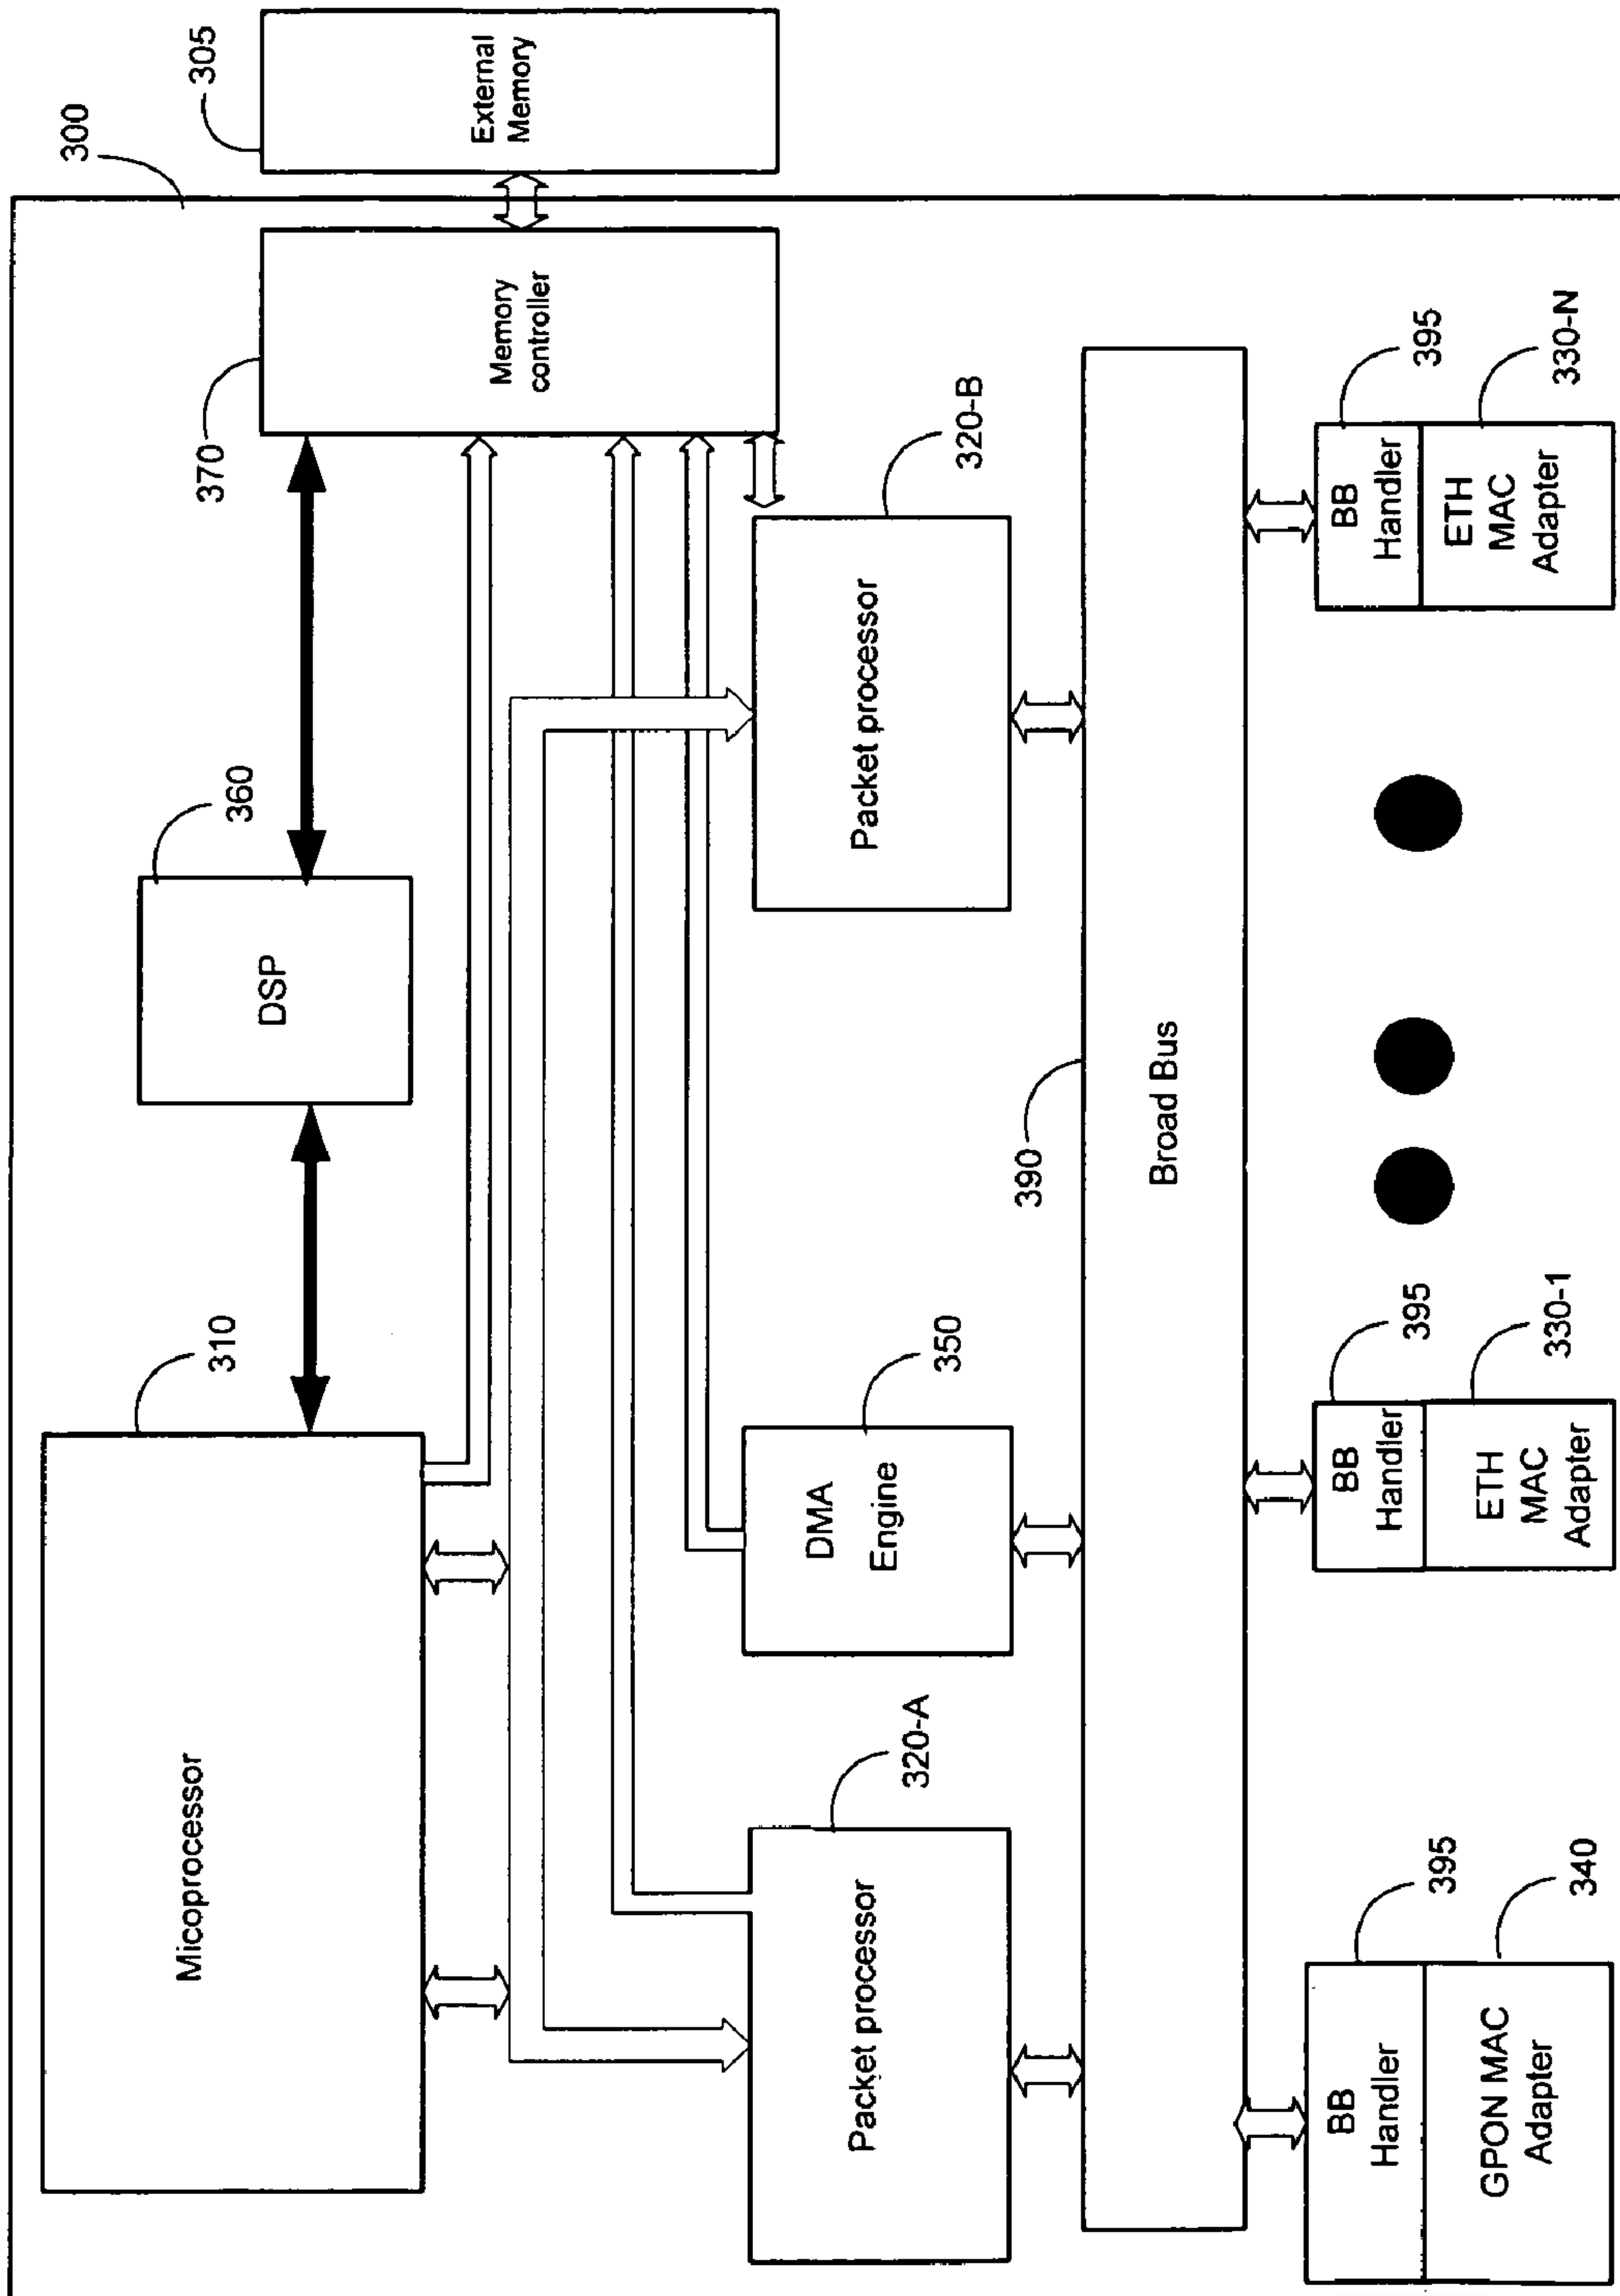 300
305
External
Memory
370
Memory
controller
360
DSP
310
Micoprocessor
320-A
Packet processor
350
DMA
Engine
320-B
Packet processor
390
Broad Bus
395
BB
Handler
340
GPON MAC
Adapter
395
BB
Handler
330-1
ETH
MAC
Adapter
395
BB
Handler
330-N
ETH
MAC
Adapter